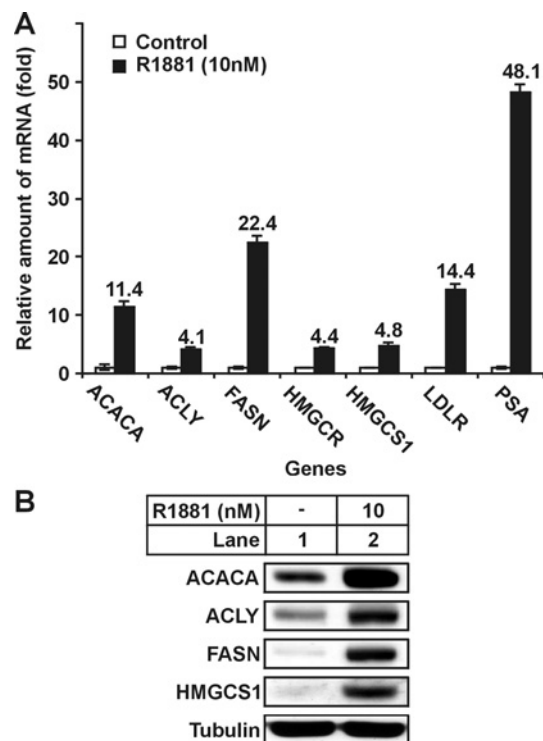 A
Control
R1881 (10nM)
Relative amount of mRNA (fold)
60
50
40
30
20
10
0
11.4
4.1
22.4
4.4
4.8
14.4
48.1
ACACA
ACLY
FASN
HMGCR
HMGCS1
LDLR
PSA
Genes
B
R1881 (nM) - 10
Lane 1 2
ACACA
ACLY
FASN
HMGCS1
Tubulin